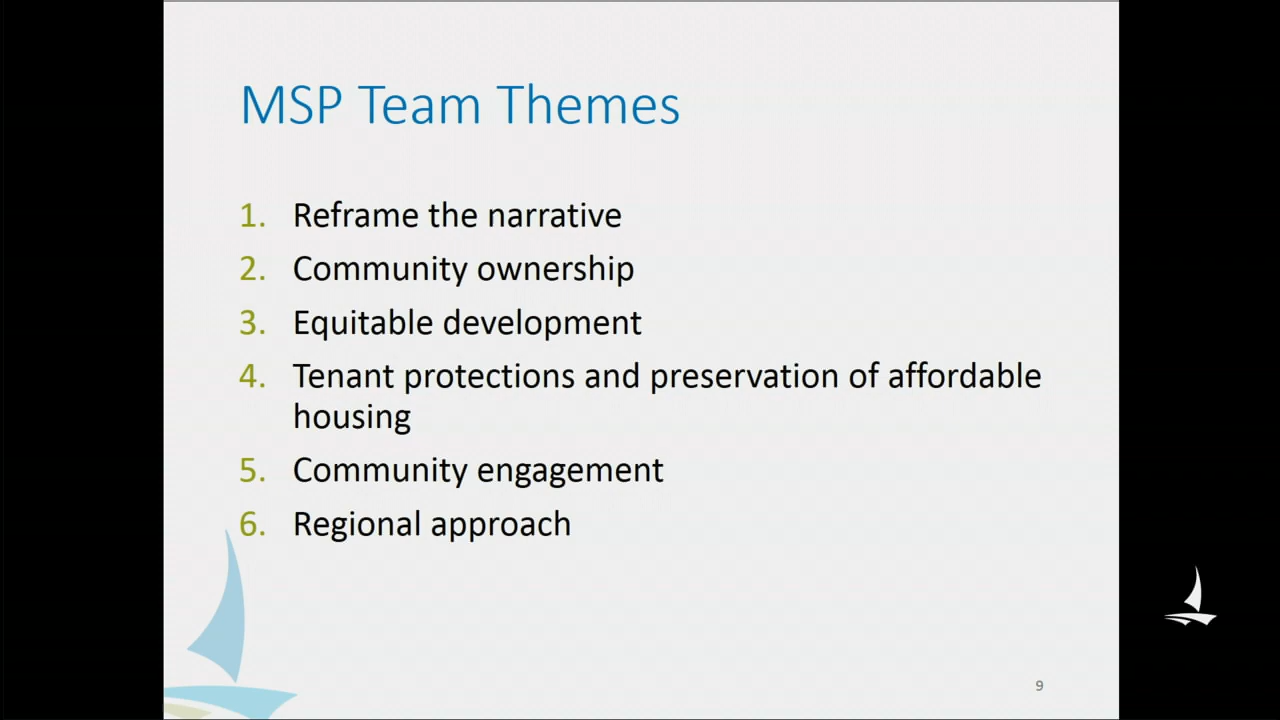 MSP Team Themes
1. Reframe the narrative
2. Community ownership
3. Equitable development
4. Tenant protections and preservation of affordable
housing
5. Community engagement
6. Regional approach
9